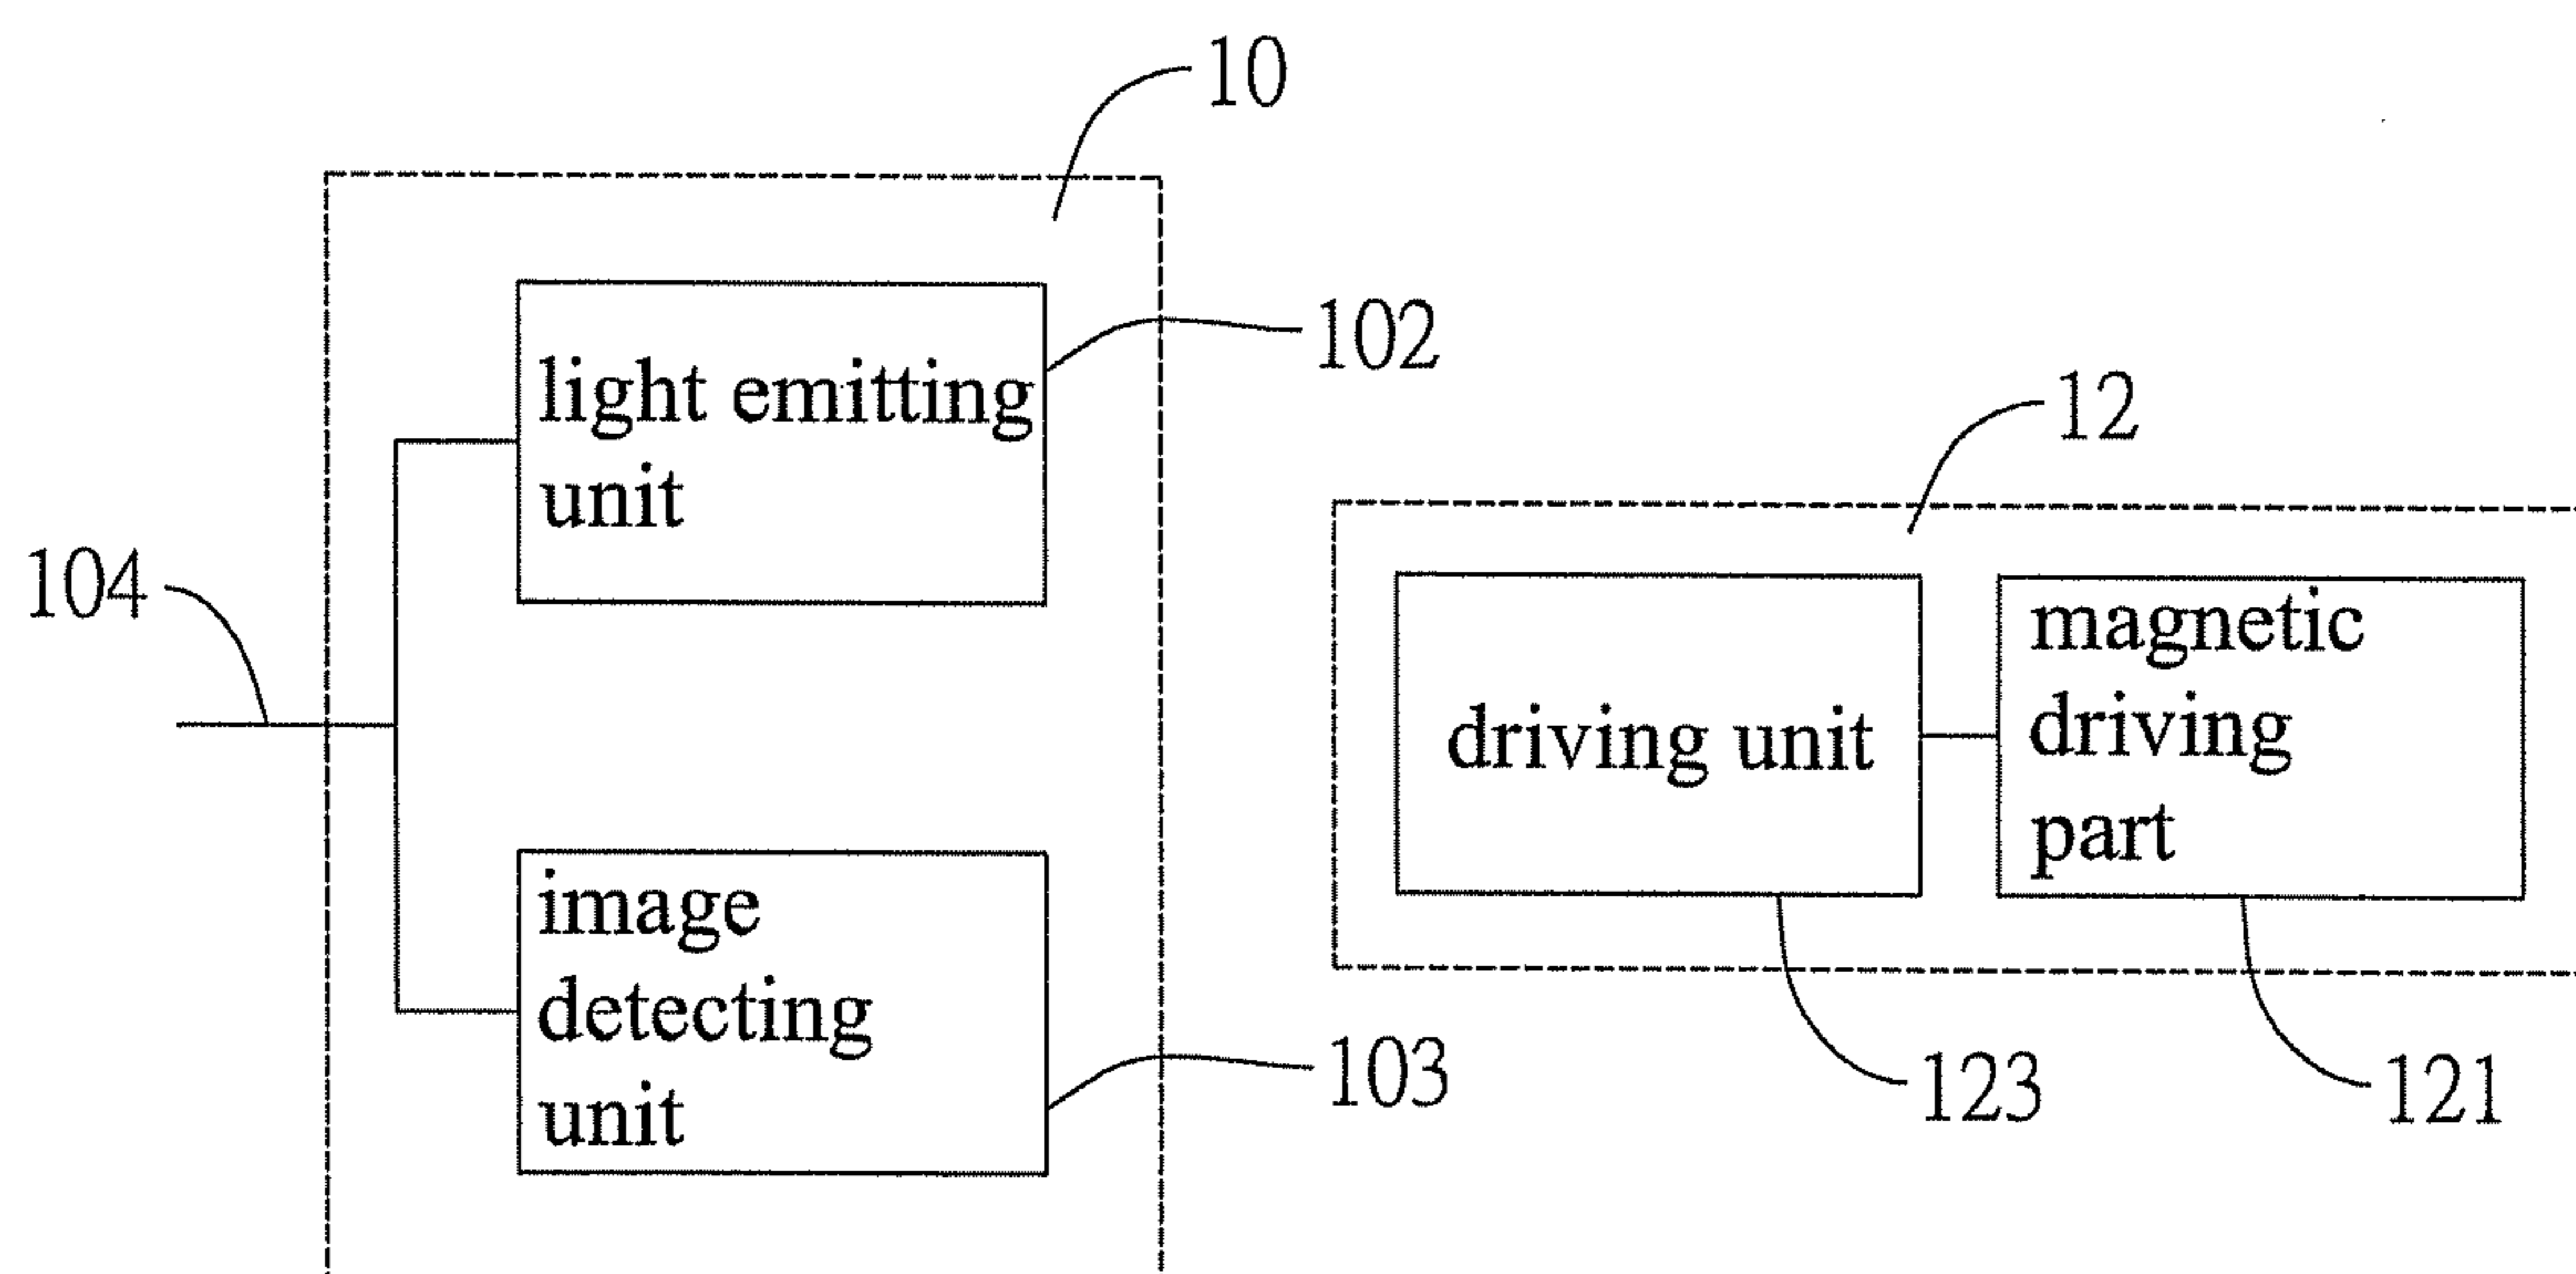 10
light emitting
unit
102
104
image
detecting
unit
103
12
driving unit
magnetic
driving
part
123
121